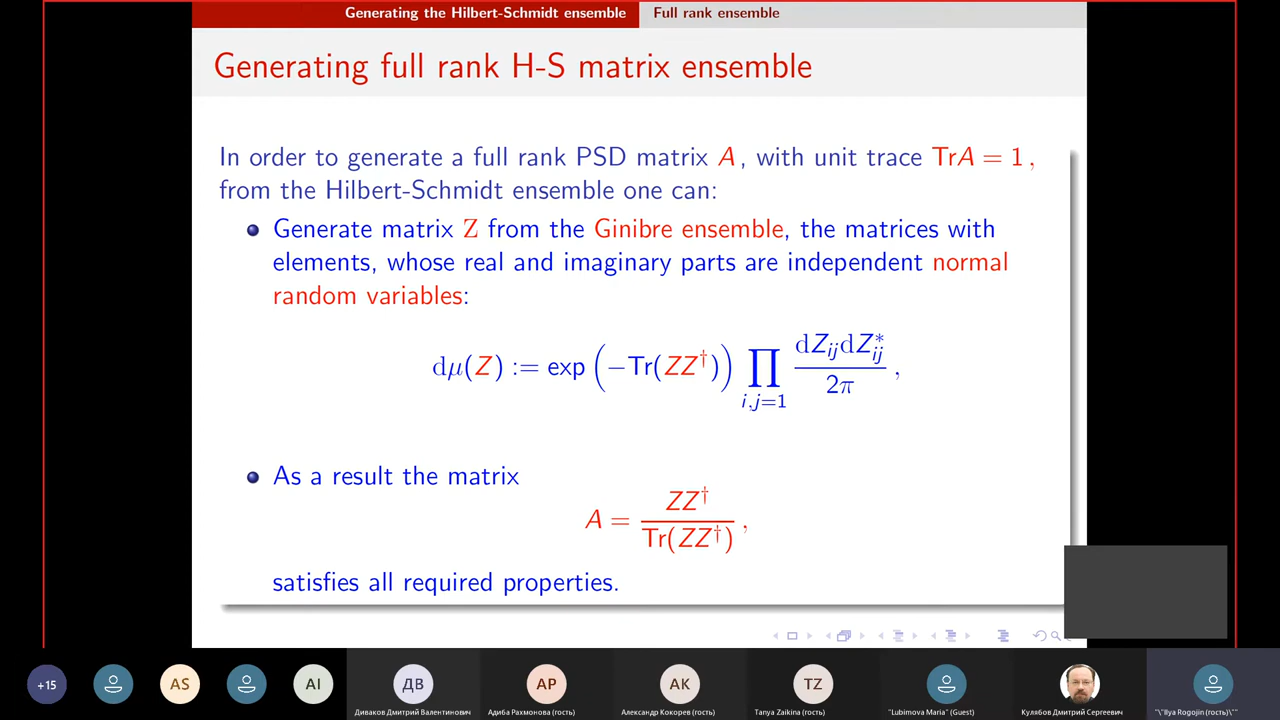 Generating the Hilbert-Schmidt ensemble Full rank ensemble
Generating full rank H-S matrix ensemble
In order to generate a full rank PSD matrix A, with unit trace TrA = 1,
from the Hilbert-Schmidt ensemble one can:
Generate matrix Z from the Ginibre ensemble, the matrices with
elements, whose real and imaginary parts are independent normal
random variables:
dμ(Z) := exp (−Tr(ZZ†)) ∏_{i,j=1} dZ_{ij}dZ*_{ij} / 2π ,
As a result the matrix
A = ZZ† / Tr(ZZ†) ,
satisfies all required properties.
+15 AS AI ДВ АР АК TZ
Диваков Дмитрий Валентинович Адиба Рахмонова (гость) Александр Кокорев (гость) Tanya Zaikina (гость) "Lubimova Maria" (Guest) Кулябов Дмитрий Сергеевич "\"Ilya Rogojin (гость)\""